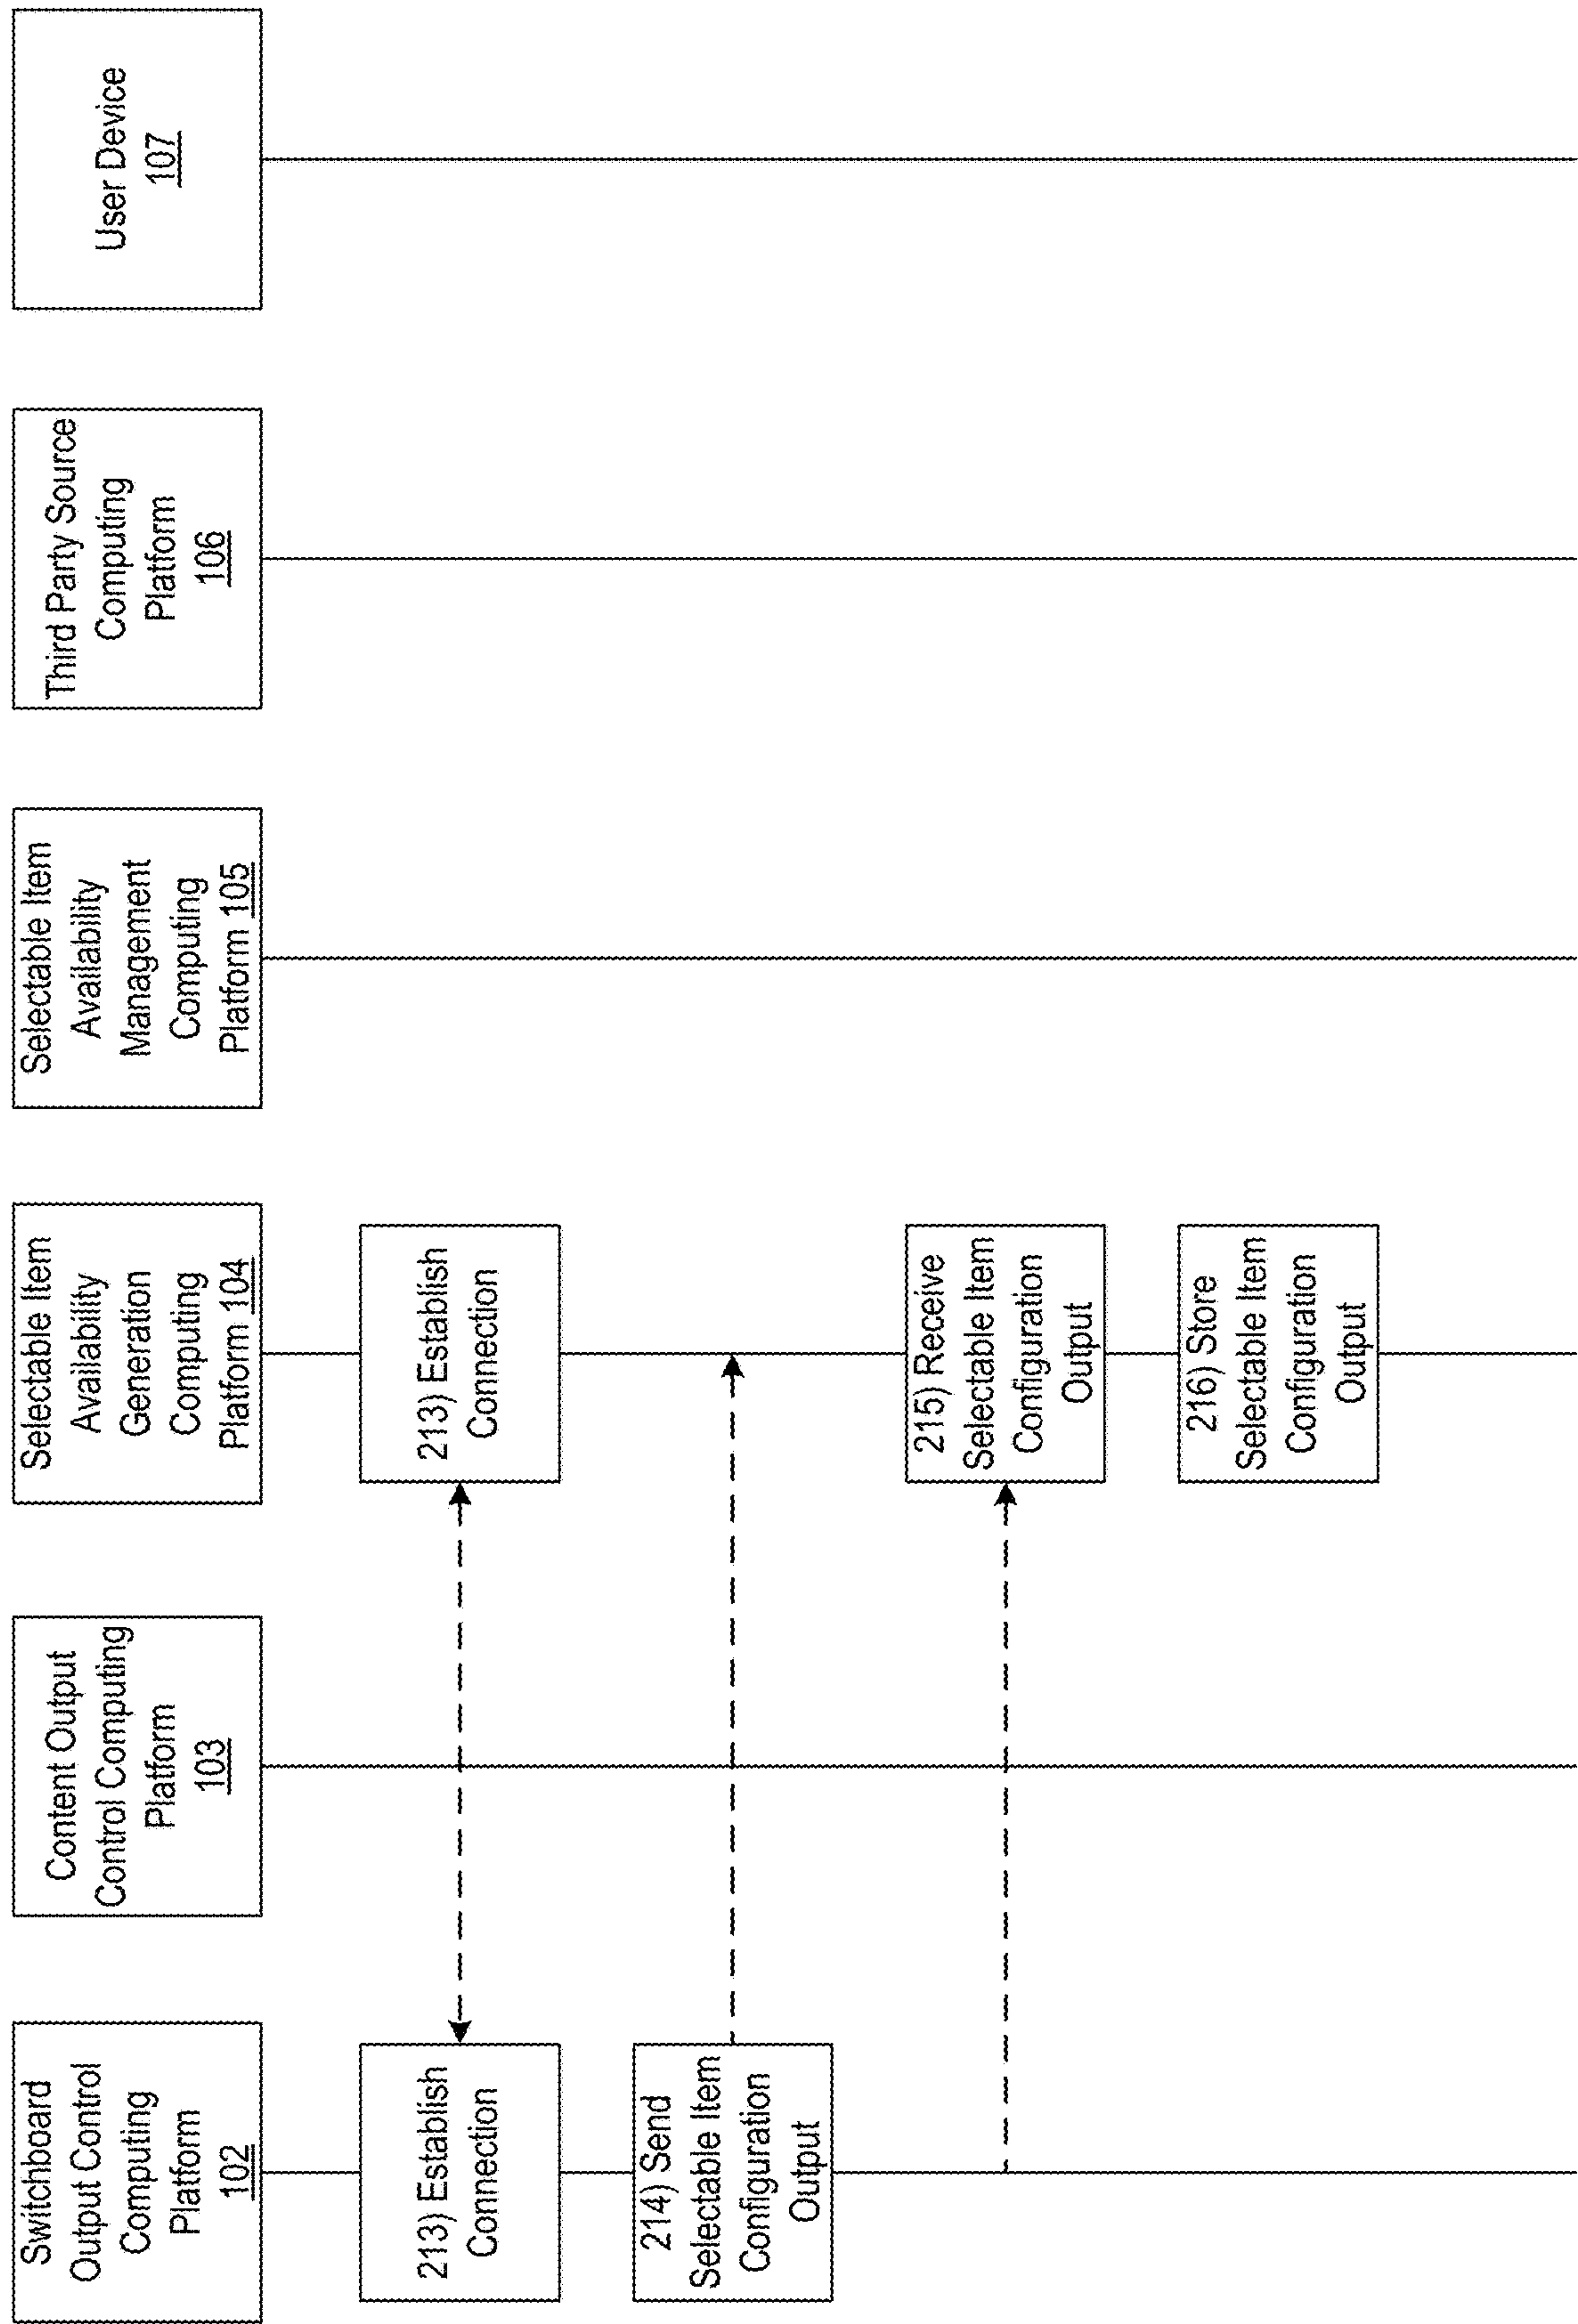 Switchboard
Output Control
Computing
Platform
102
Content Output
Control Computing
Platform
103
Selectable Item
Availability
Generation
Computing
Platform 104
Selectable Item
Availability
Management
Computing
Platform 105
Third Party Source
Computing
Platform
106
User Device
107
213) Establish
Connection
213) Establish
Connection
214) Send
Selectable Item
Configuration
Output
215) Receive
Selectable Item
Configuration
Output
216) Store
Selectable Item
Configuration
Output